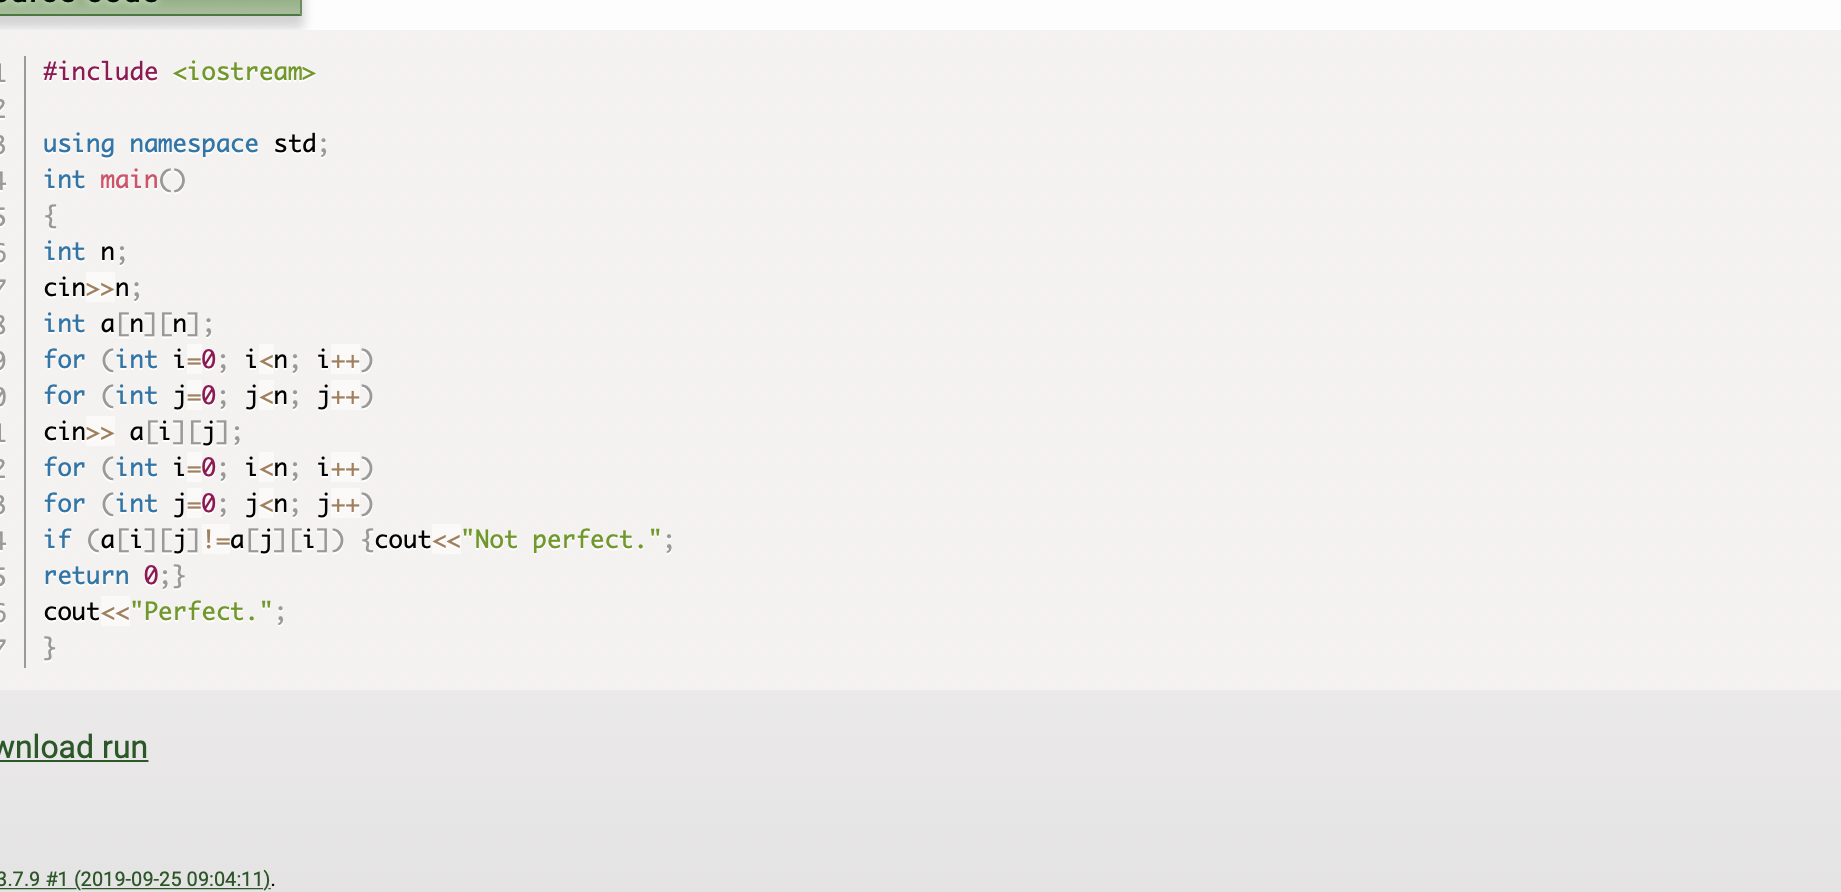 #include <iostream>
using namespace std;
int main()
{
int n;
cin>>n;
int a[n][n];
for (int i=0; i<n; i++)
for (int j=0; j<n; j++)
cin>> a[i][j];
for (int i=0; i<n; i++)
for (int j=0; j<n; j++)
if (a[i][j]!=a[j][i]) {cout<<"Not perfect.";
return 0;}
cout<<"Perfect.";
}
wnload run
3.7.9 #1 (2019-09-25 09:04:11).